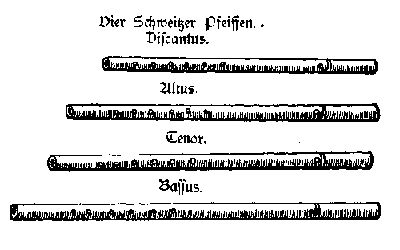 Vier Schweitzer Pfeiffen.
Discantus.
Altus.
Tenor.
Bassus.